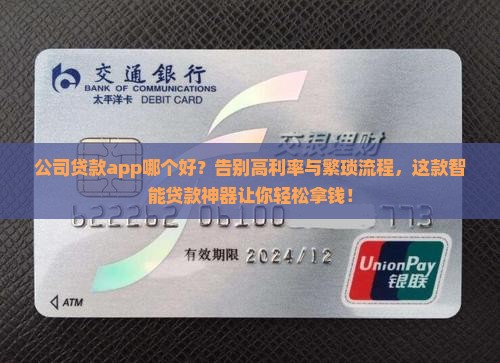 交通銀行
BANK OF COMMUNICATIONS
太平洋卡 DEBIT CARD
交银理财
公司贷款app哪个好？告别高利率与繁琐流程，这款智
能贷款神器让你轻松拿钱！
有效期限 2024/12
UnionPay
银联
ATM